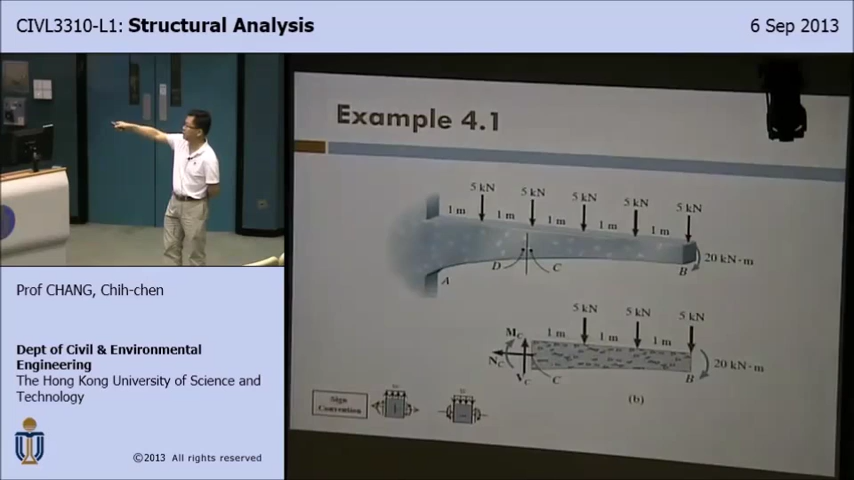 CIVL3310-L1: Structural Analysis
6 Sep 2013
Example 4.1
5 kN 5 kN 5 kN 5 kN 5 kN
1 m 1 m 1 m 1 m 1 m
20 kN·m
A D C B
5 kN 5 kN 5 kN
1 m 1 m 1 m
Mc
Nc
Vc
C
20 kN·m
B
(b)
Sign
Convention
Prof CHANG, Chih-chen
Dept of Civil & Environmental
Engineering
The Hong Kong University of Science and
Technology
©2013 All rights reserved